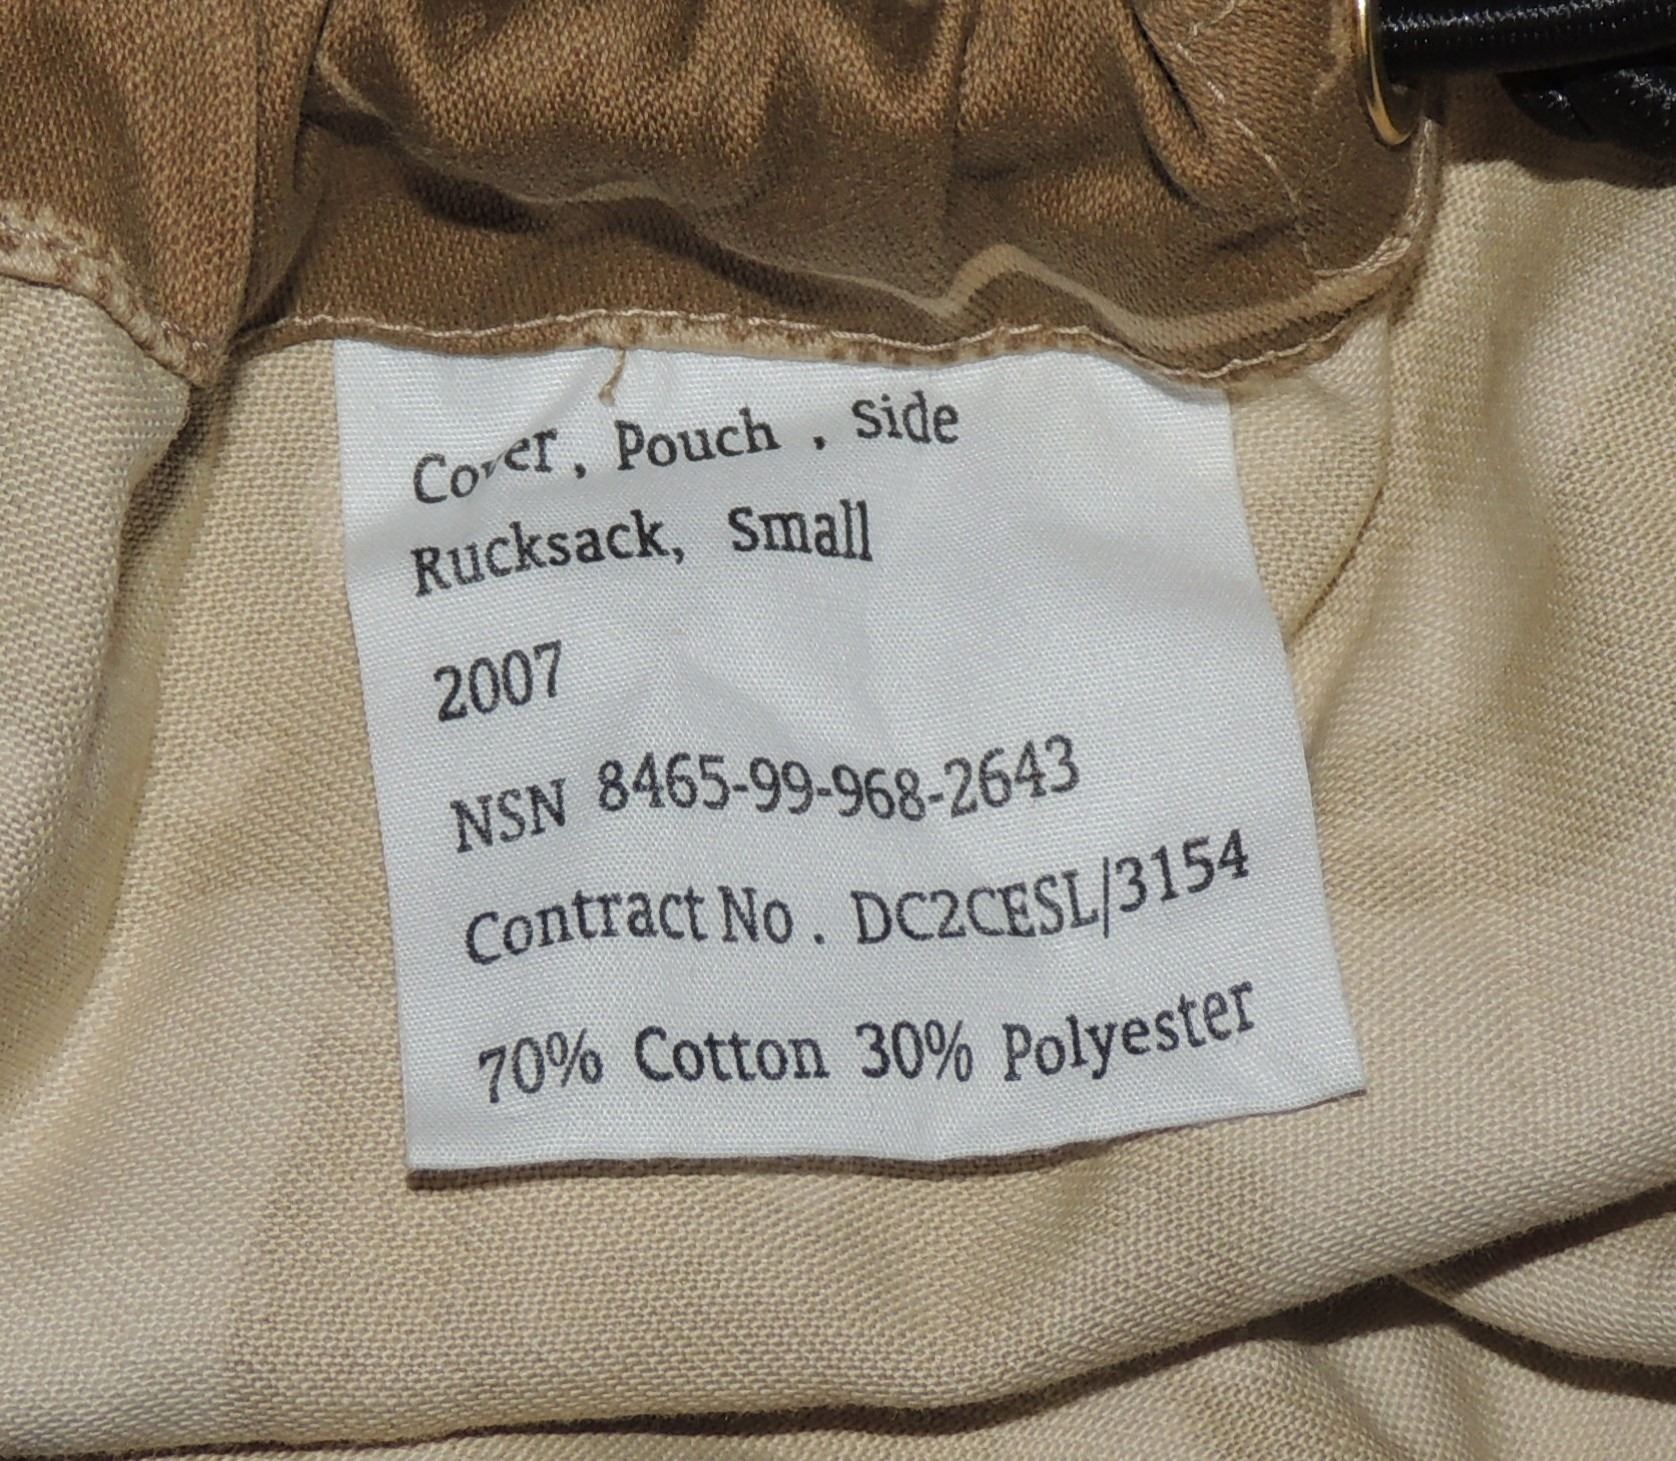 Cover, Pouch , Side
Rucksack, Small
2007
NSN 8465-99-968-2643
Contract No. DC2CESL/3154
70% Cotton 30% Polyester